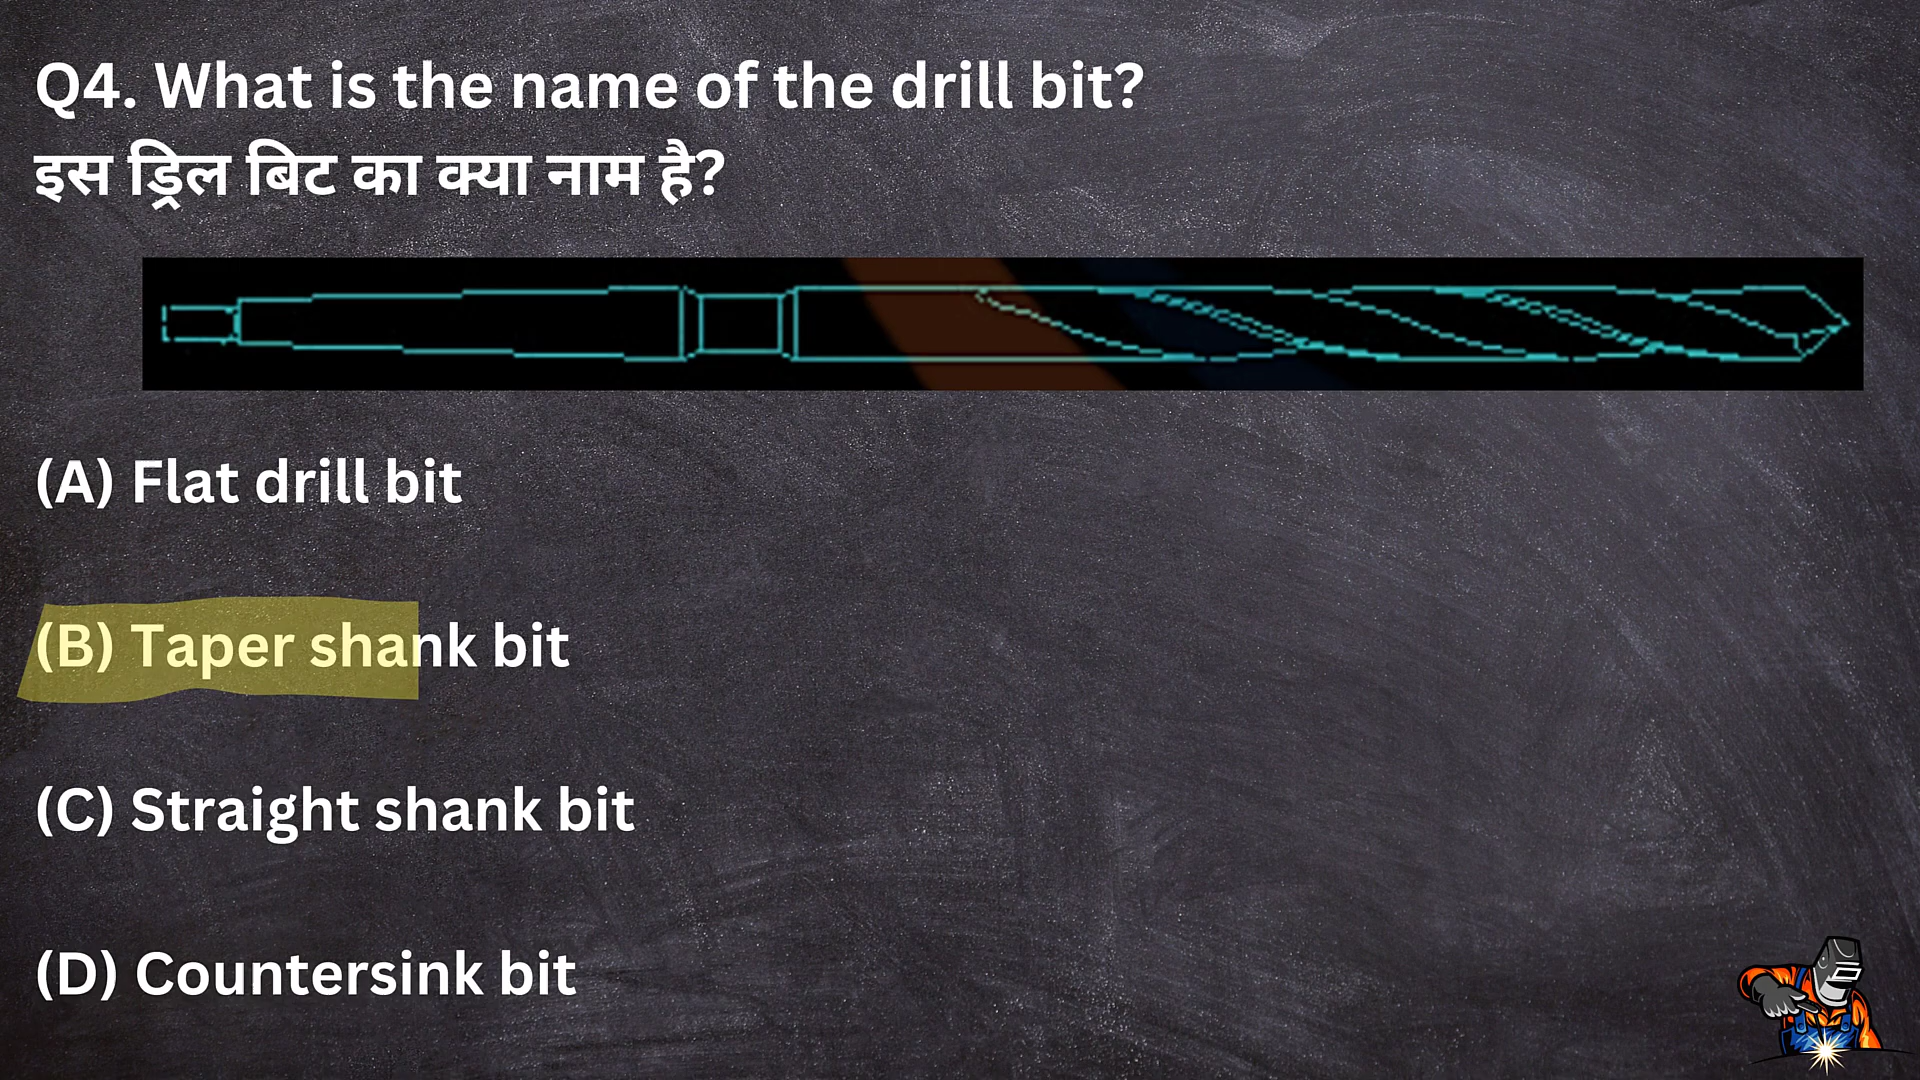 Q4. What is the name of the drill bit?
इस ड्रिल बिट का क्या नाम है?
(A) Flat drill bit
(B) Taper shank bit
(C) Straight shank bit
(D) Countersink bit